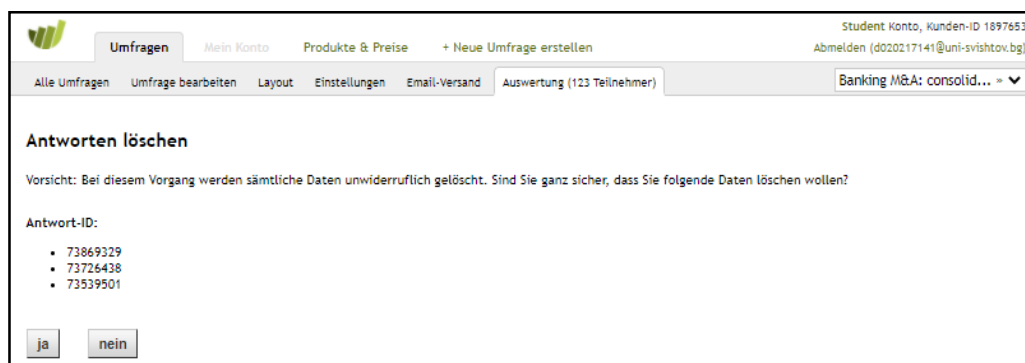 Student Konto, Kunden-ID 1897653
Umfragen Mein Konto Produkte & Preise + Neue Umfrage erstellen Abmelden (d020217141@uni-svishtov.bg)
Alle Umfragen Umfrage bearbeiten Layout Einstellungen Email-Versand Auswertung (123 Teilnehmer) Banking M&A: consolid... »
Antworten löschen
Vorsicht: Bei diesem Vorgang werden sämtliche Daten unwiderruflich gelöscht. Sind Sie ganz sicher, dass Sie folgende Daten löschen wollen?
Antwort-ID:
• 73869329
• 73726438
• 73539501
ja nein